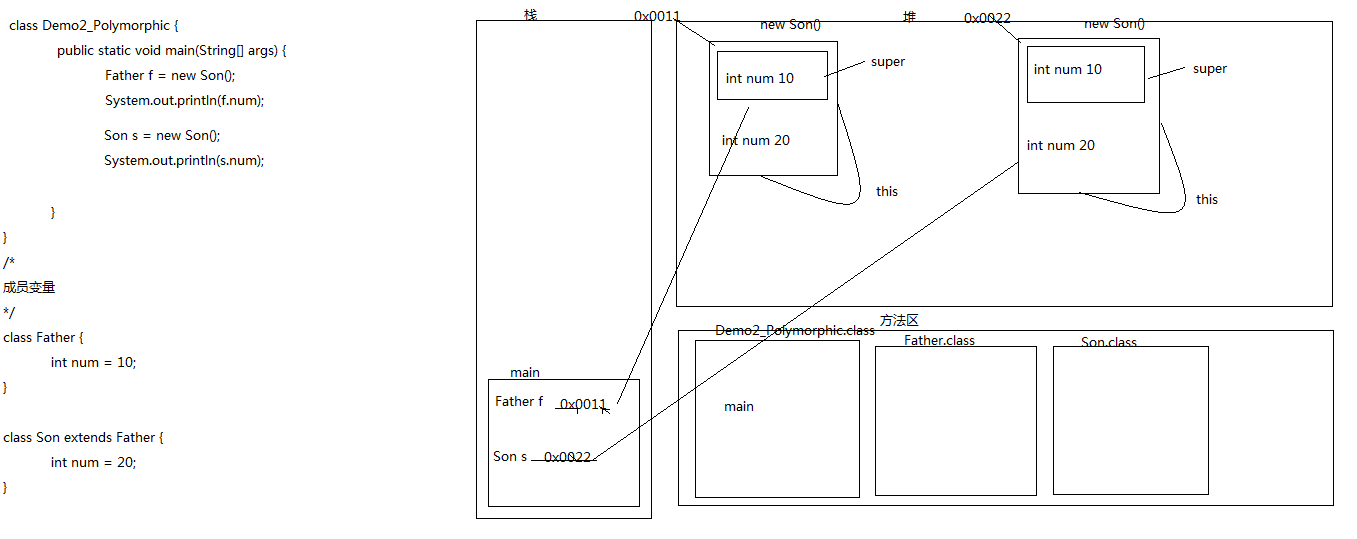 class Demo2_Polymorphic {
public static void main(String[] args) {
Father f = new Son();
System.out.println(f.num);
Son s = new Son();
System.out.println(s.num);
}
}
/*
成员变量
*/
class Father {
int num = 10;
}
class Son extends Father {
int num = 20;
}
栈
main
Father f 0x0011
Son s 0x0022
堆
0x0011
new Son()
int num 10
super
int num 20
this
0x0022
new Son()
int num 10
super
int num 20
this
方法区
Demo2_Polymorphic.class
main
Father.class
Son.class